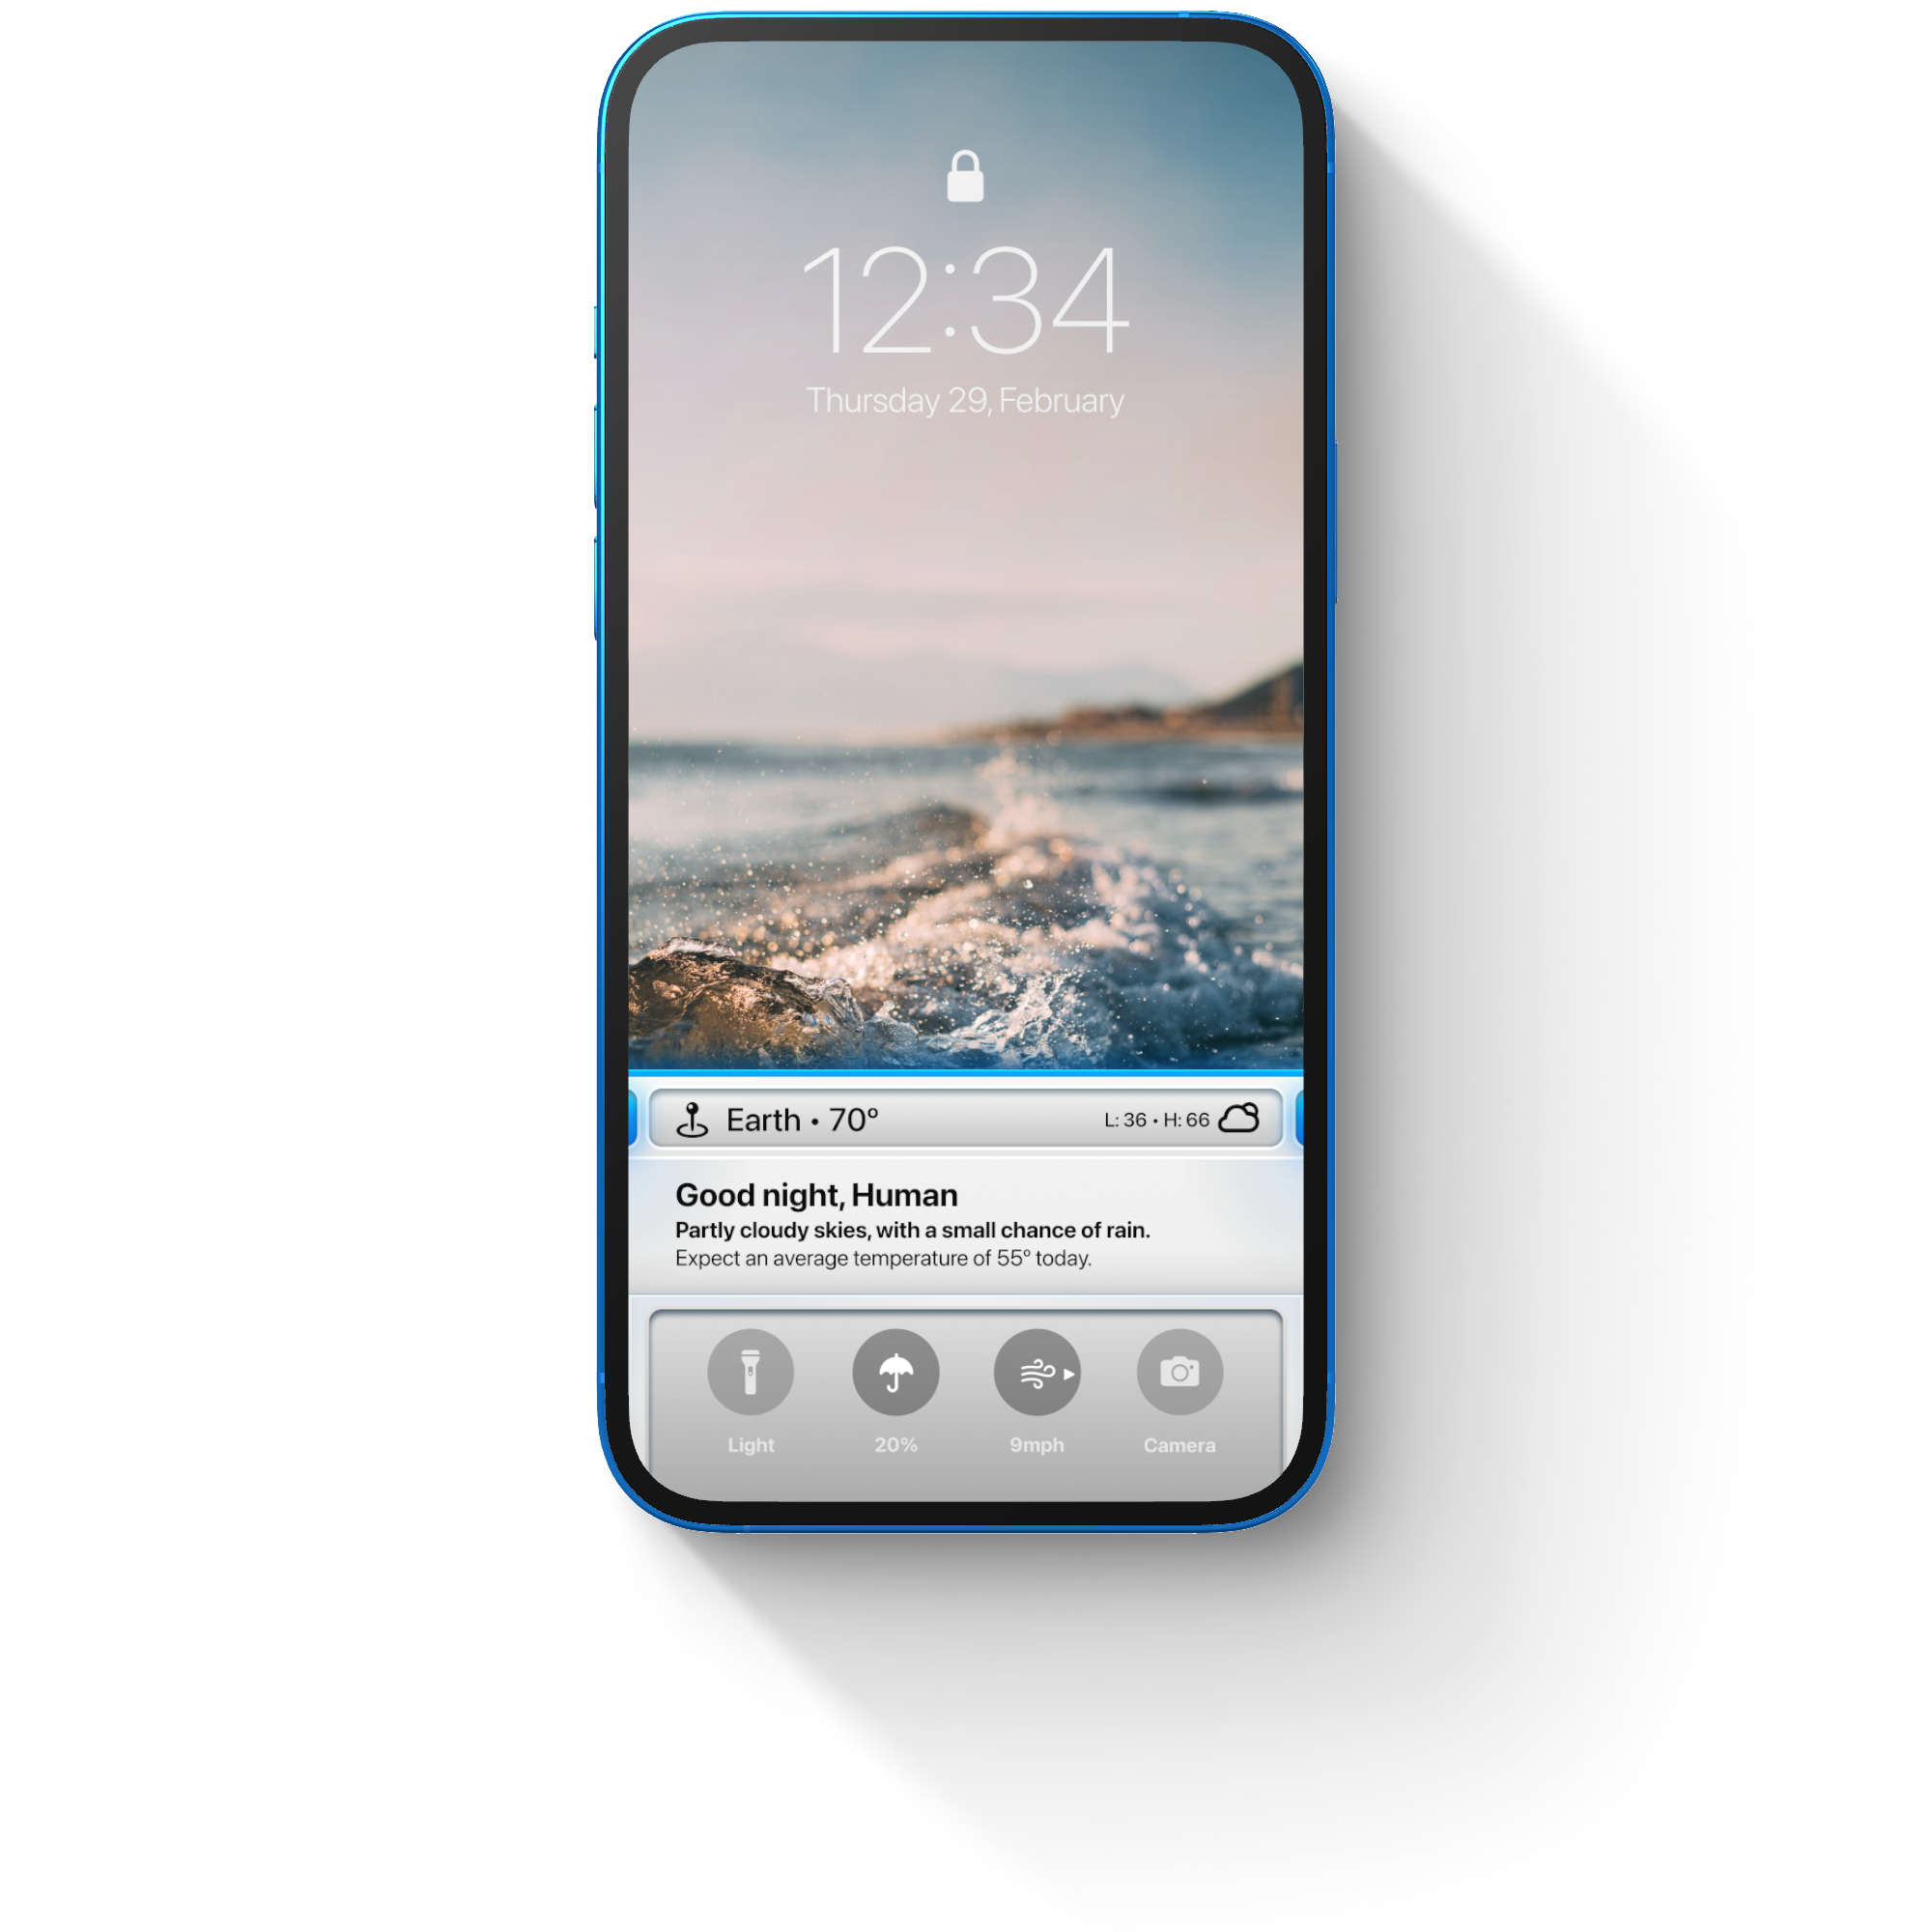 12:34
Thursday 29, February
Earth • 70°
L: 36 • H: 66
Good night, Human
Partly cloudy skies, with a small chance of rain.
Expect an average temperature of 55° today.
Light
20%
9mph
Camera